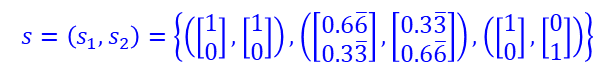 s = (s₁, s₂) = {([1 0], [1 0]), ([0.66̅ 0.33̅], [0.33̅ 0.66̅]), ([1 0], [0 1])}